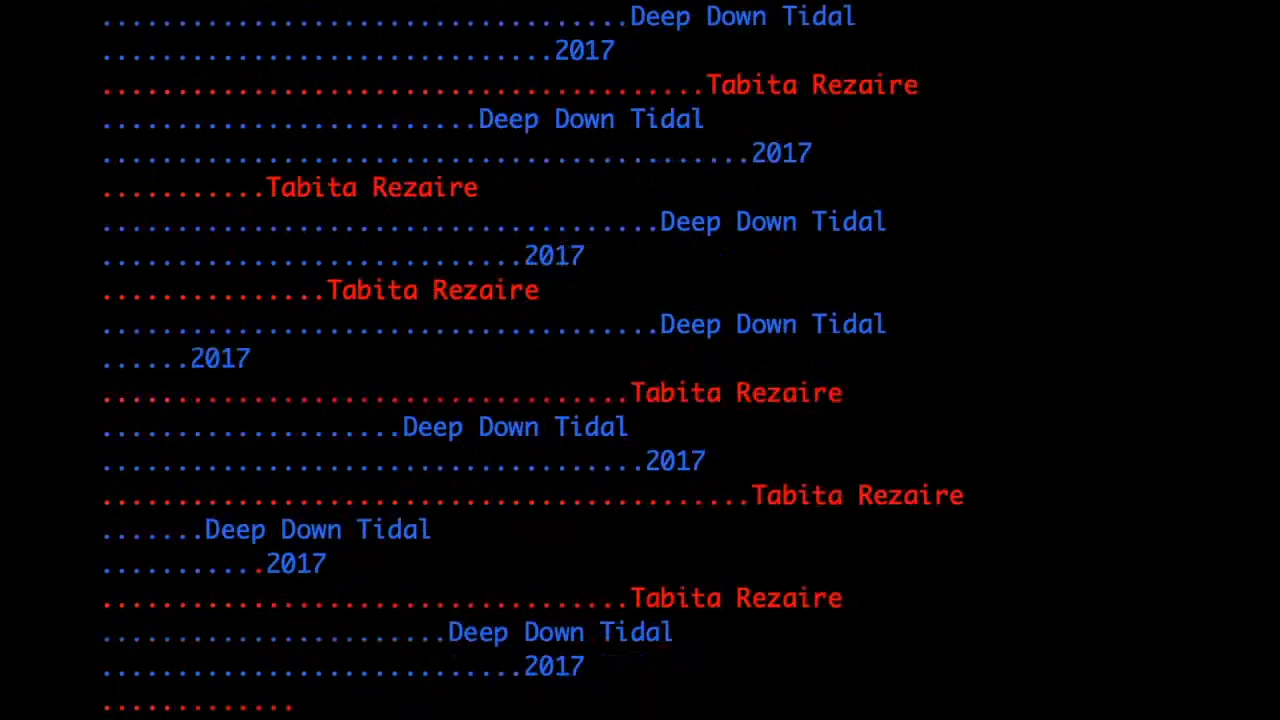 ...................................Deep Down Tidal
..............................2017
........................................Tabita Rezaire
.........................Deep Down Tidal
...........................................2017
...........Tabita Rezaire
.....................................Deep Down Tidal
............................2017
...............Tabita Rezaire
.....................................Deep Down Tidal
......2017
...................................Tabita Rezaire
....................Deep Down Tidal
....................................2017
...........................................Tabita Rezaire
.......Deep Down Tidal
...........2017
...................................Tabita Rezaire
.......................Deep Down Tidal
............................2017
.............